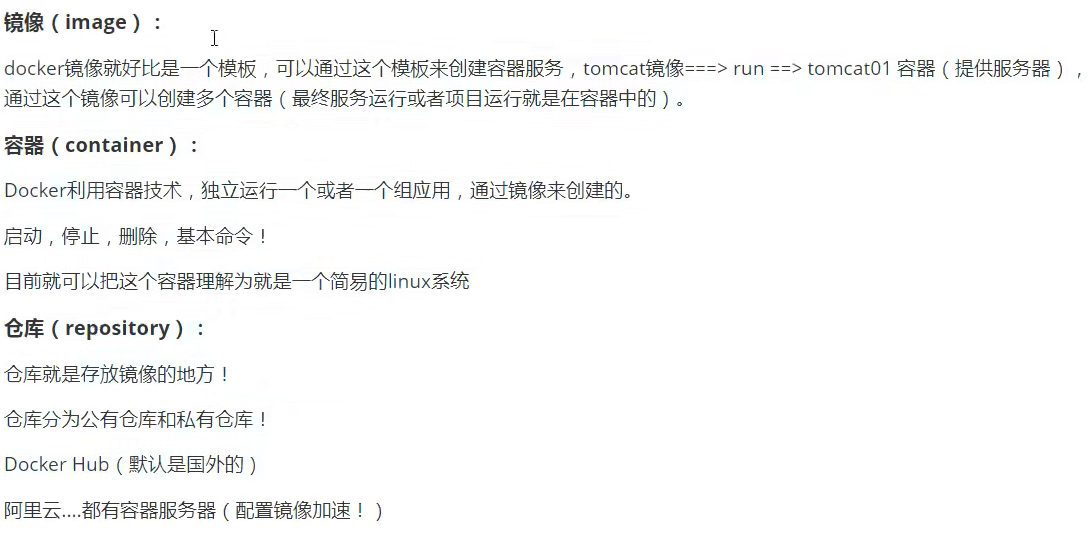 镜像（image）：
docker镜像就好比是一个模板，可以通过这个模板来创建容器服务，tomcat镜像===> run ==> tomcat01 容器（提供服务器），
通过这个镜像可以创建多个容器（最终服务运行或者项目运行就是在容器中的）。
容器（container）：
Docker利用容器技术，独立运行一个或者一个组应用，通过镜像来创建的。
启动，停止，删除，基本命令！
目前就可以把这个容器理解为就是一个简易的linux系统
仓库（repository）：
仓库就是存放镜像的地方！
仓库分为公有仓库和私有仓库！
Docker Hub（默认是国外的）
阿里云....都有容器服务器（配置镜像加速！）